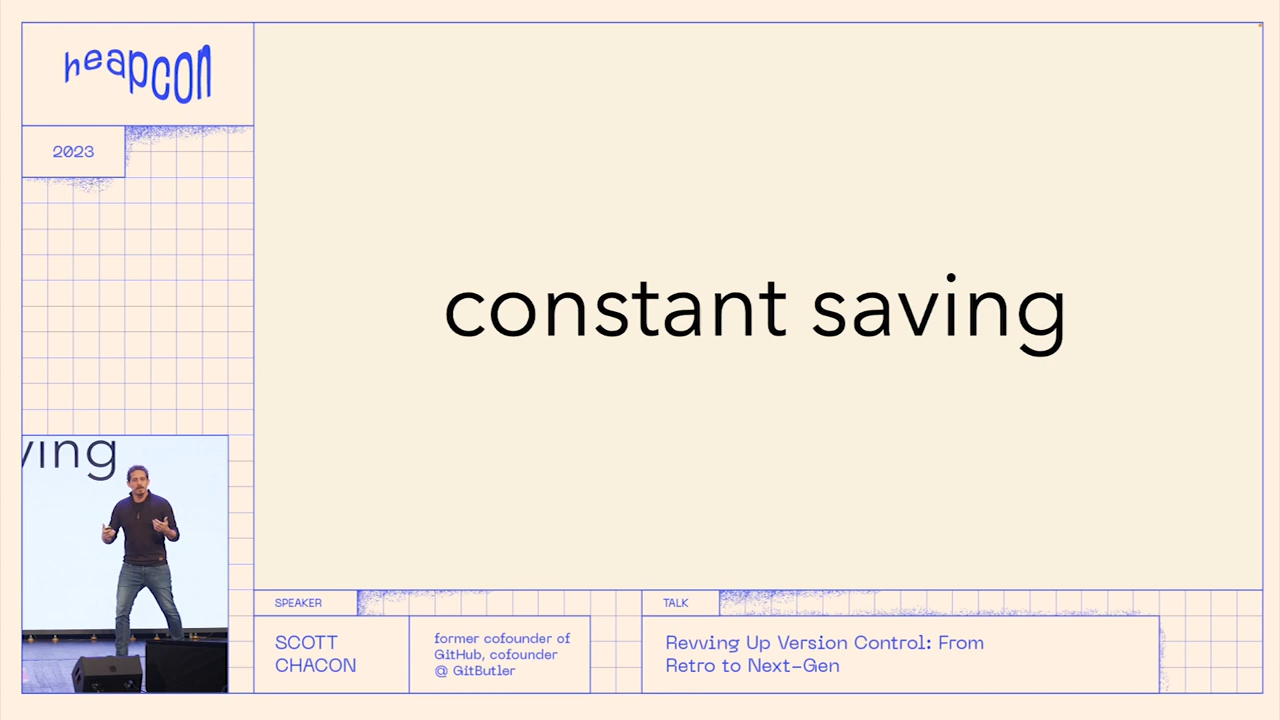 heapcon
2023
constant saving
ving
SPEAKER
SCOTT
CHACON
former cofounder of
GitHub, cofounder
@ GitButler
TALK
Revving Up Version Control: From
Retro to Next-Gen